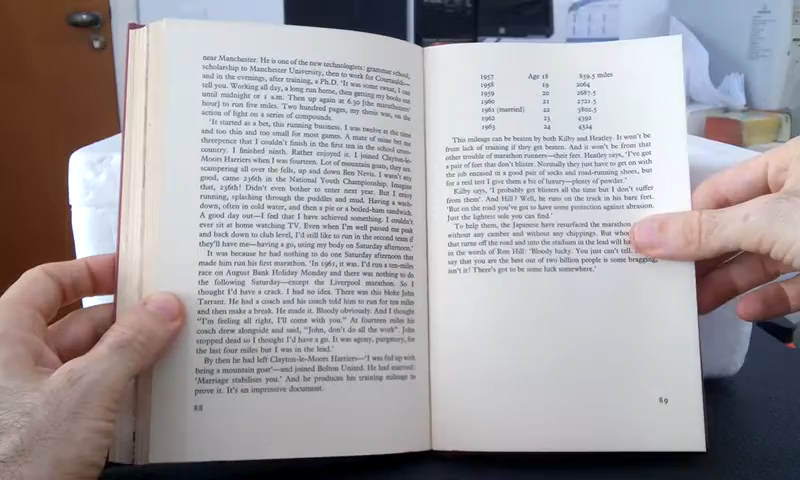 near Manchester. He is one of the new technologists: grammar school,
scholarship to Manchester University, then to work for Courtaulds—
and in the evenings, after training, a Ph.D. 'It was some sweat, I can
tell you. Working all day, a long run home, then getting my books out
until midnight or 1 a.m. Then up again at 6.30 [the marathoners'
hour] to run five miles. Two hundred pages, my thesis was, on the
action of light on a series of compounds.
'It started as a bet, this running business. I was twelve at the time
and too thin and too small for most games. A mate of mine bet me
threepence that I couldn't finish in the first ten in the school cross-
country. I finished ninth. Rather enjoyed it. I joined Clayton-le-
Moors Harriers when I was fourteen. Lot of mountain goats, they are,
scampering all over the fells, up and down Ben Nevis. I wasn't any
good, came 236th in the National Youth Championship. Imagine
that, 236th! Didn't even bother to enter next year. But I enjoy
running, splashing through the puddles and mud. Having a wash-
down, often in cold water, and then a pie or a boiled-ham sandwich.
A good day out—I feel that I have achieved something. I couldn't
ever sit at home watching TV. Even when I'm well passed me peak
and back down to club level, I'd still like to run in the second team if
they'll have me—having a go, using my body on Saturday afternoon.'
It was because he had nothing to do one Saturday afternoon that
made him run his first marathon. 'In 1961, it was. I'd run a ten-miles
race on August Bank Holiday Monday and there was nothing to do
the following Saturday—except the Liverpool marathon. So I
thought I'd have a crack. I had no idea. There was this bloke John
Tarrant. He had a coach and his coach told him to run for ten miles
and then make a break. He made it. Bloody obviously. And I thought
"I'm feeling all right, I'll come with you." At fourteen miles his
coach drew alongside and said, "John, don't do all the work". John
stopped dead so I thought I'd have a go. It was agony, purgatory, for
the last four miles but I was in the lead.'
By then he had left Clayton-le-Moors Harriers—'I was fed up with
being a mountain goat'—and joined Bolton United. He had married:
'Marriage stabilises you.' And he produces his training mileage to
prove it. It's an impressive document.
88
1957 Age 18 859.5 miles
1958 19 2064
1959 20 2687.5
1960 21 2721.5
1961 (married) 22 3802.5
1962 23 4392
1963 24 4324
This mileage can be beaten by both Kilby and Heatley. It won't be
from lack of training if they get beaten. And it won't be from that
other trouble of marathon runners—their feet. Heatley says, 'I've got
a pair of feet that don't blister. Normally they just have to get on with
the job encased in a good pair of socks and road-running shoes, but
for a real test I give them a bit of luxury—plenty of powder.'
Kilby says, 'I probably get blisters all the time but I don't suffer
from them'. And Hill? Well, he runs on the track in his bare feet.
'But on the road you've got to have some protection against abrasion.
Just the lightest sole you can find.'
To help them, the Japanese have resurfaced the marathon
without any camber and without any chippings. But
that turns off the road and into the stadium in the lead will
in the words of Ron Hill: 'Bloody lucky. You just can't tell.
say that you are the best out of two billion people is some bragging,
isn't it! There's got to be some luck somewhere.'
89